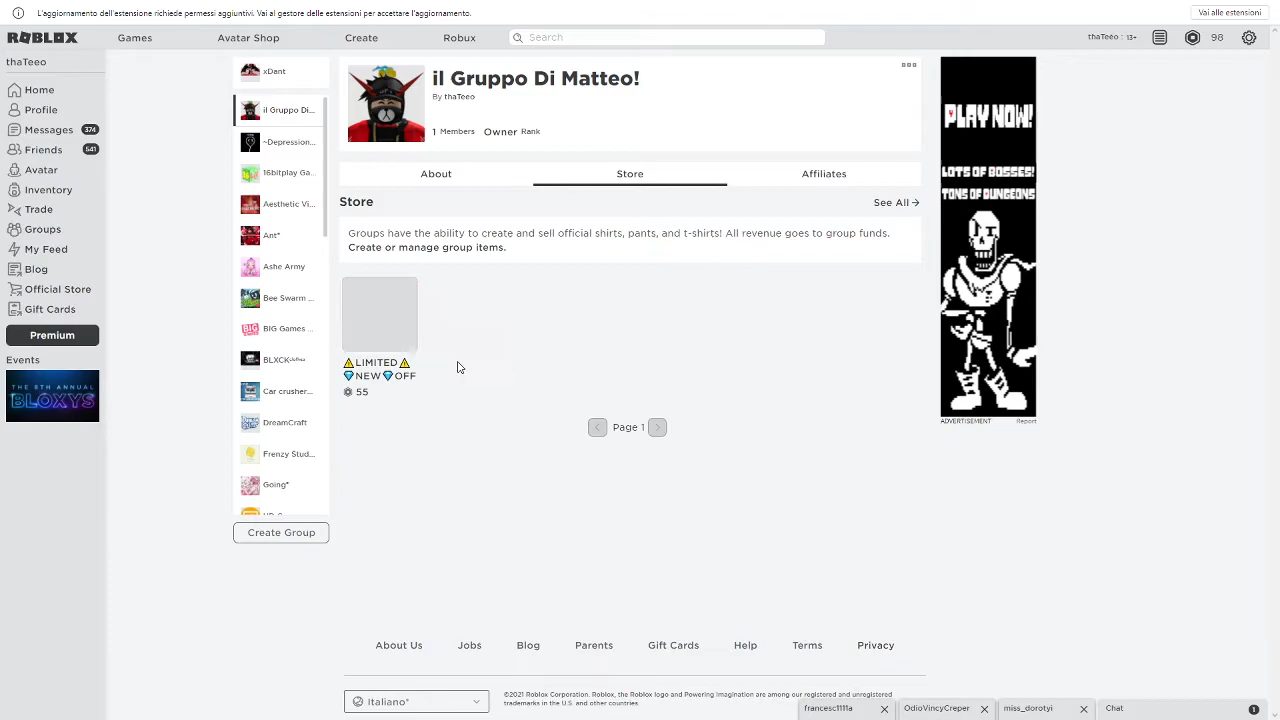 L'aggiornamento dell'estensione richiede permessi aggiuntivi. Vai al gestore delle estensioni per accettare l'aggiornamento.
Vai alle estensioni
ROBLOX
Games
Avatar Shop
Create
Robux
Search
thaTeeo : 13+
98
thaTeeo
Home
Profile
Messages 374
Friends 541
Avatar
Inventory
Trade
Groups
My Feed
Blog
Official Store
Gift Cards
Premium
Events
THE 8TH ANNUAL
BLOXYS
xDant
il Gruppo Di...
~Depression...
16bitplay Ga...
Aesthetic Vi...
Ant*
Ashe Army
Bee Swarm ...
BIG Games ...
BLXCK
Car crusher...
DreamCraft
Frenzy Stud...
Going*
Create Group
il Gruppo Di Matteo!
By thaTeeo
1 Members
Owner Rank
About
Store
Affiliates
Store
See All
Groups have the ability to create and sell official shirts, pants, and t-shirts! All revenue goes to group funds.
Create or manage group items.
⚠LIMITED⚠
💎NEW💎OFF
55
Page 1
PLAY NOW!
LOTS OF BOSSES!
TONS OF DUNGEONS
ADVERTISEMENT
Report
About Us
Jobs
Blog
Parents
Gift Cards
Help
Terms
Privacy
Italiano*
©2021 Roblox Corporation. Roblox, the Roblox logo and Powering Imagination are among our registered and unregistered
trademarks in the U.S. and other countries.
francesc1111a
OdioVincyCreper
miss_dorotyi
Chat
1